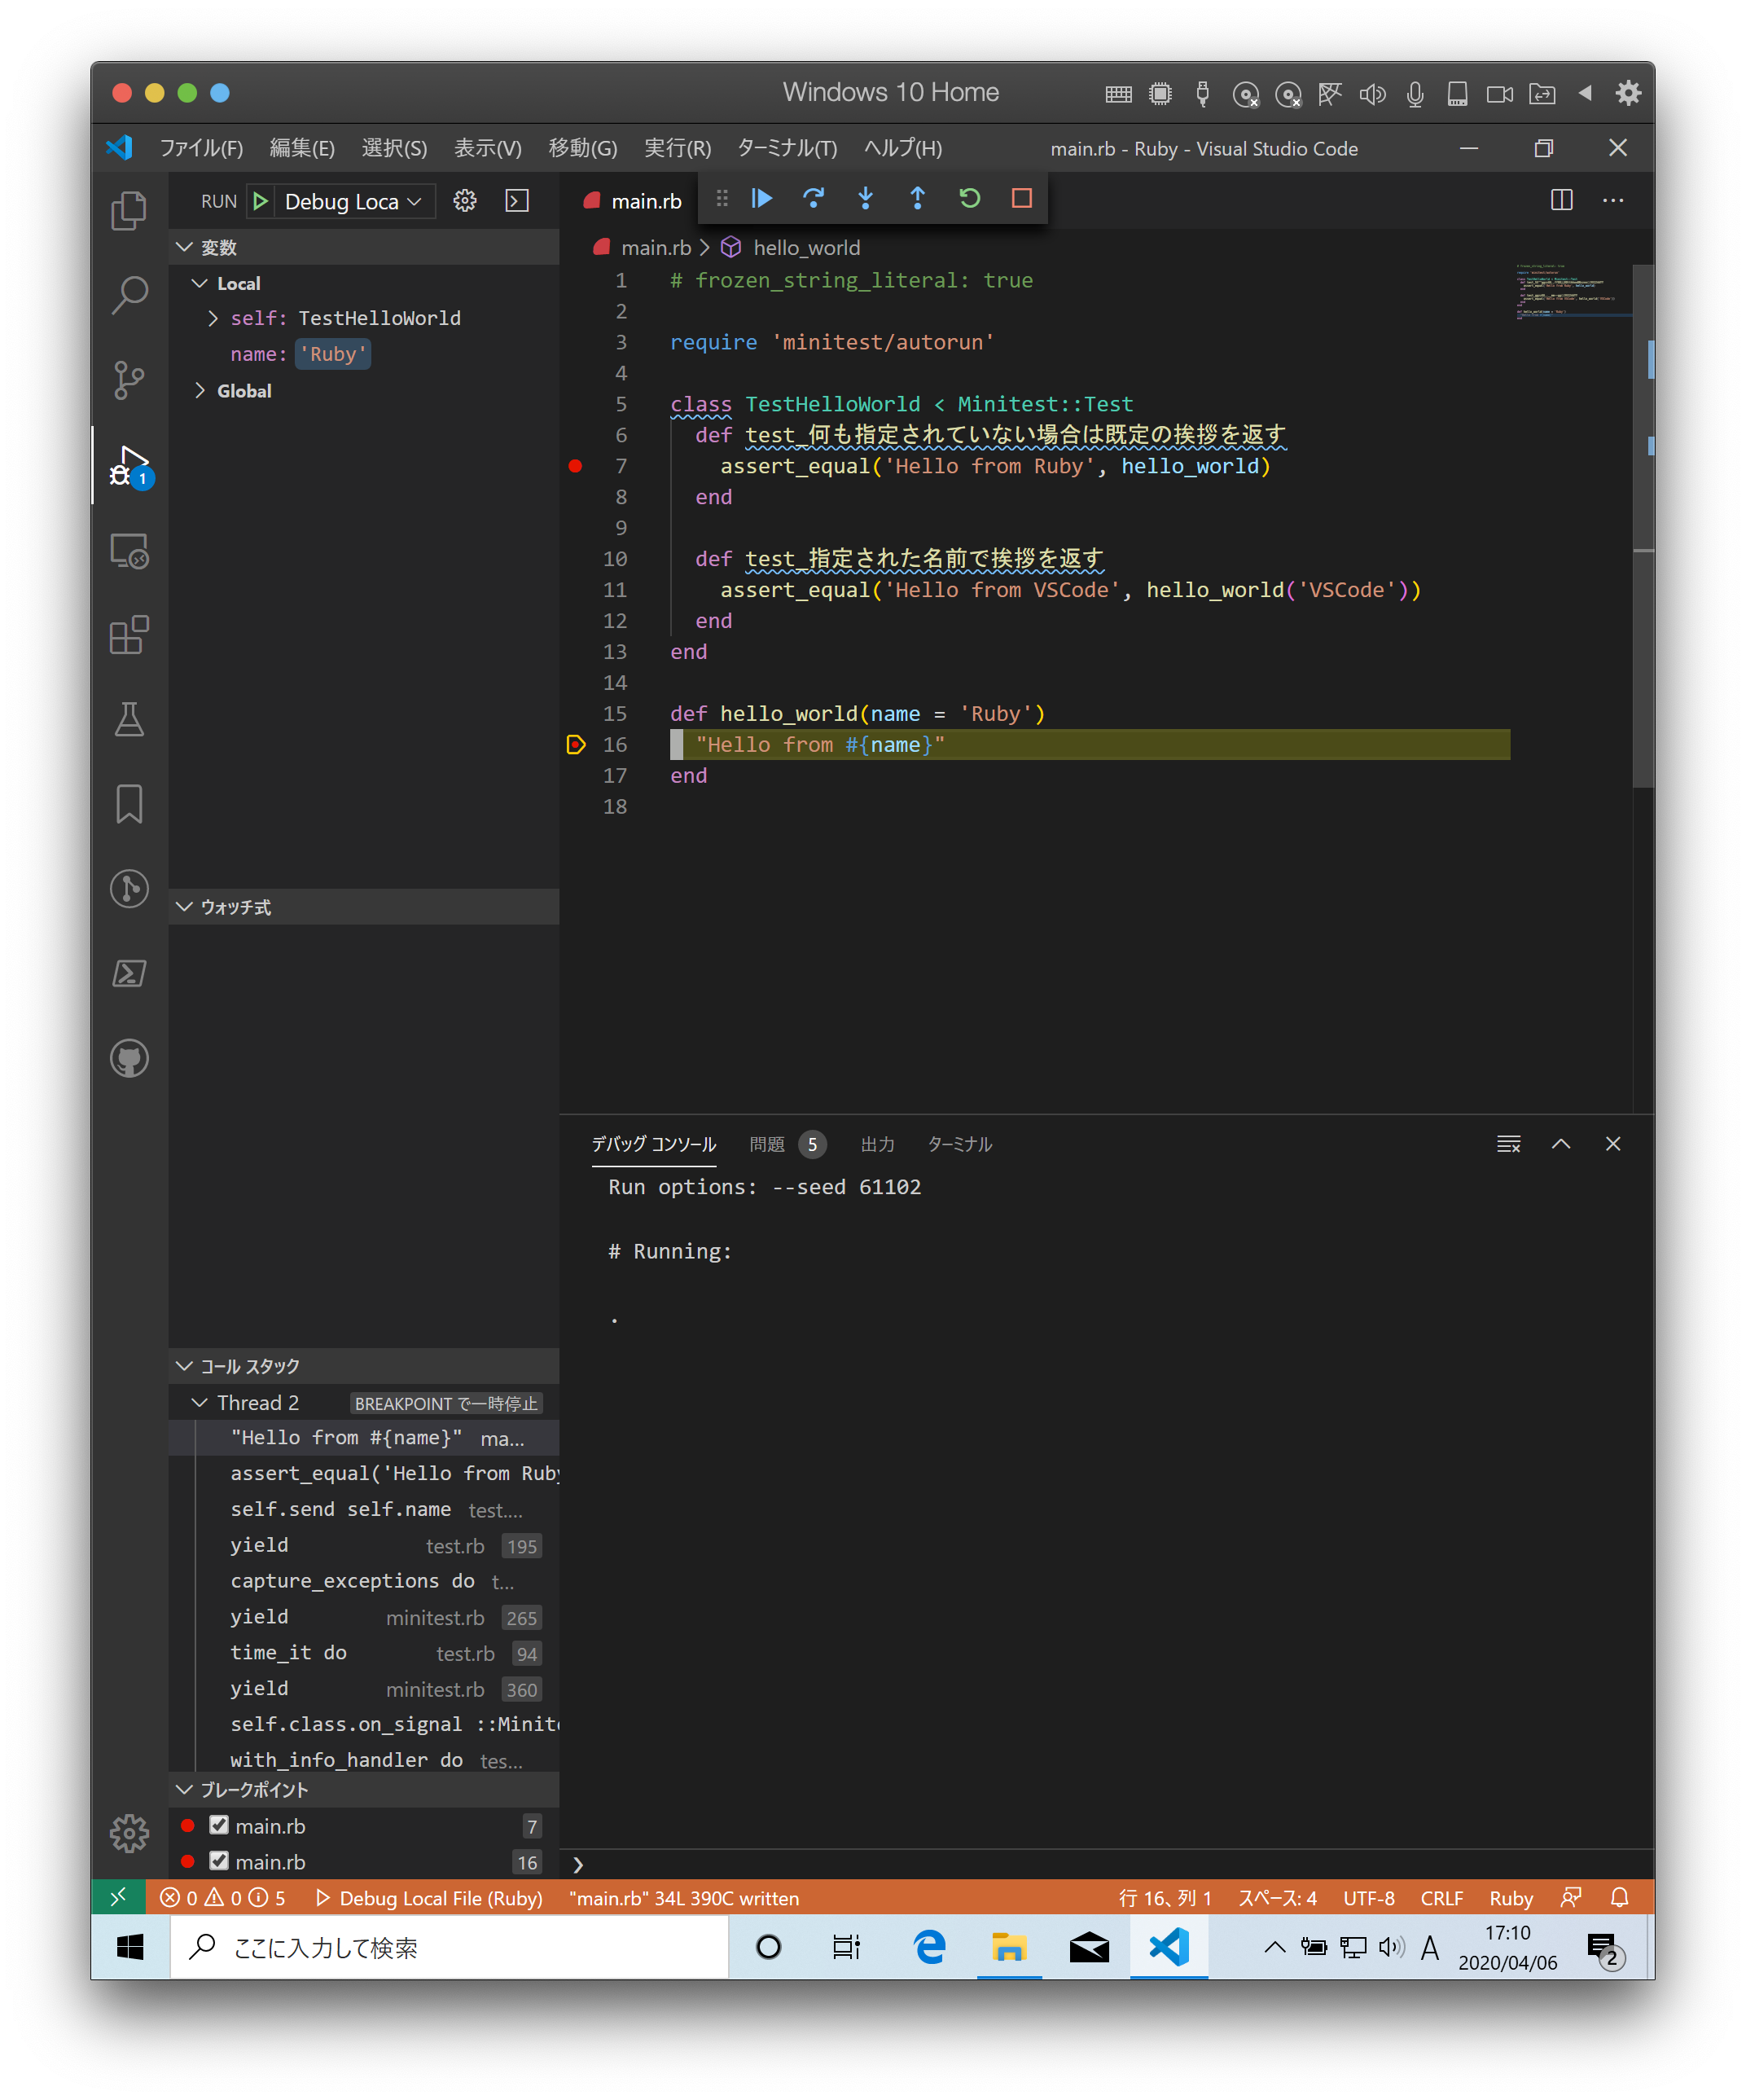 Windows 10 Home
ファイル(F) 編集(E) 選択(S) 表示(V) 移動(G) 実行(R) ターミナル(T) ヘルプ(H) main.rb - Ruby - Visual Studio Code
RUN Debug Loca
main.rb
変数
Local
self: TestHelloWorld
name: 'Ruby'
Global
1
ウォッチ式
コール スタック
Thread 2 BREAKPOINT で一時停止
"Hello from #{name}" ma...
assert_equal('Hello from Ruby
self.send self.name test....
yield test.rb 195
capture_exceptions do t...
yield minitest.rb 265
time_it do test.rb 94
yield minitest.rb 360
self.class.on_signal ::Minite
with_info_handler do tes...
ブレークポイント
main.rb 7
main.rb 16
main.rb > hello_world
1 # frozen_string_literal: true
2
3 require 'minitest/autorun'
4
5 class TestHelloWorld < Minitest::Test
6 def test_何も指定されていない場合は既定の挨拶を返す
7 assert_equal('Hello from Ruby', hello_world)
8 end
9
10 def test_指定された名前で挨拶を返す
11 assert_equal('Hello from VSCode', hello_world('VSCode'))
12 end
13 end
14
15 def hello_world(name = 'Ruby')
16 "Hello from #{name}"
17 end
18
デバッグ コンソール 問題 5 出力 ターミナル
Run options: --seed 61102
# Running:
.
0 0 5 Debug Local File (Ruby) "main.rb" 34L 390C written 行 16、列 1 スペース: 4 UTF-8 CRLF Ruby
ここに入力して検索
A
17:10
2020/04/06
2